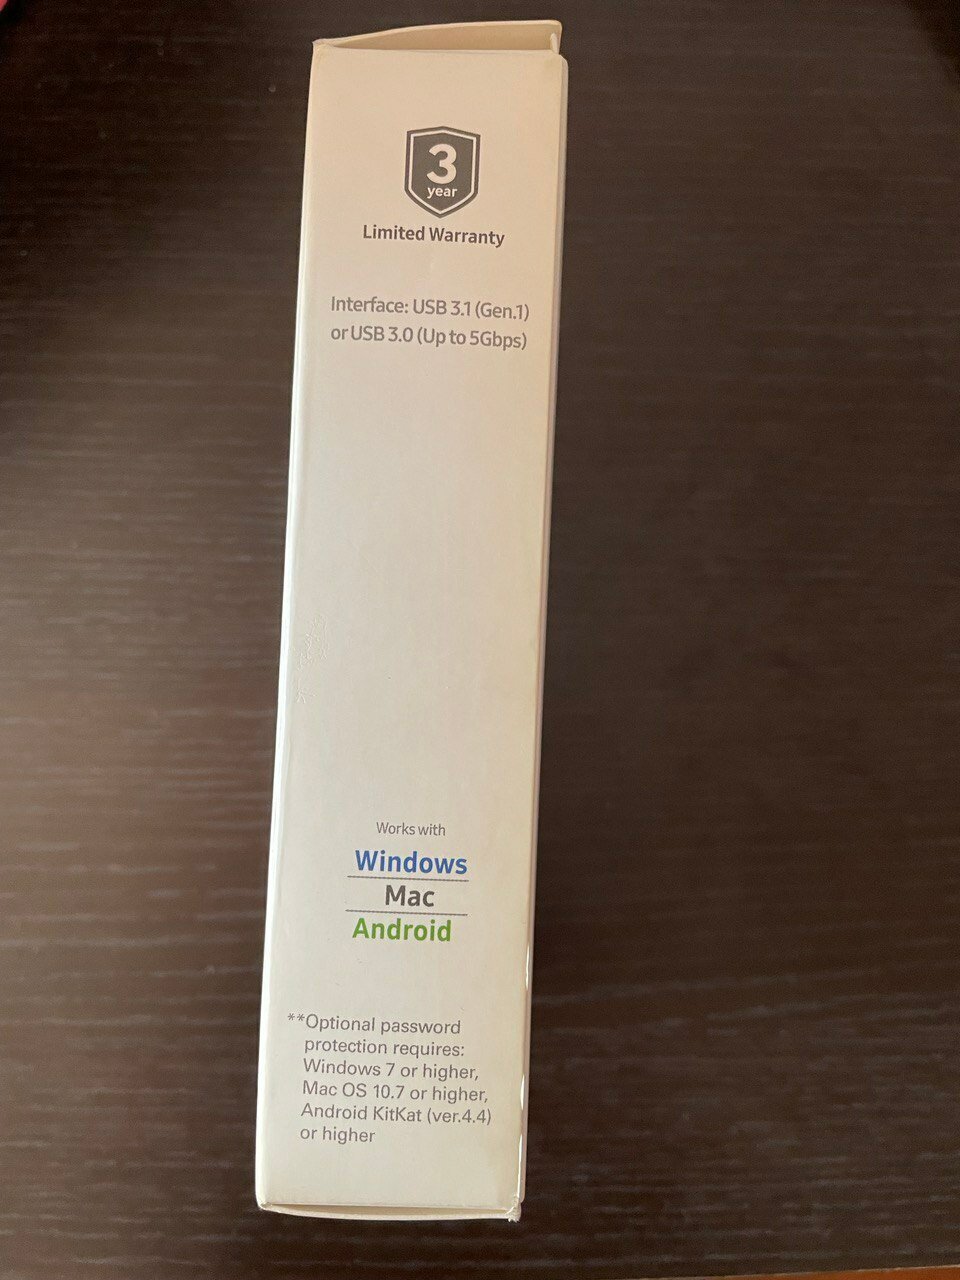 3
year
Limited Warranty
Interface: USB 3.1 (Gen.1)
or USB 3.0 (Up to 5Gbps)
Works with
Windows
Mac
Android
**Optional password
protection requires:
Windows 7 or higher,
Mac OS 10.7 or higher,
Android KitKat (ver.4.4)
or higher